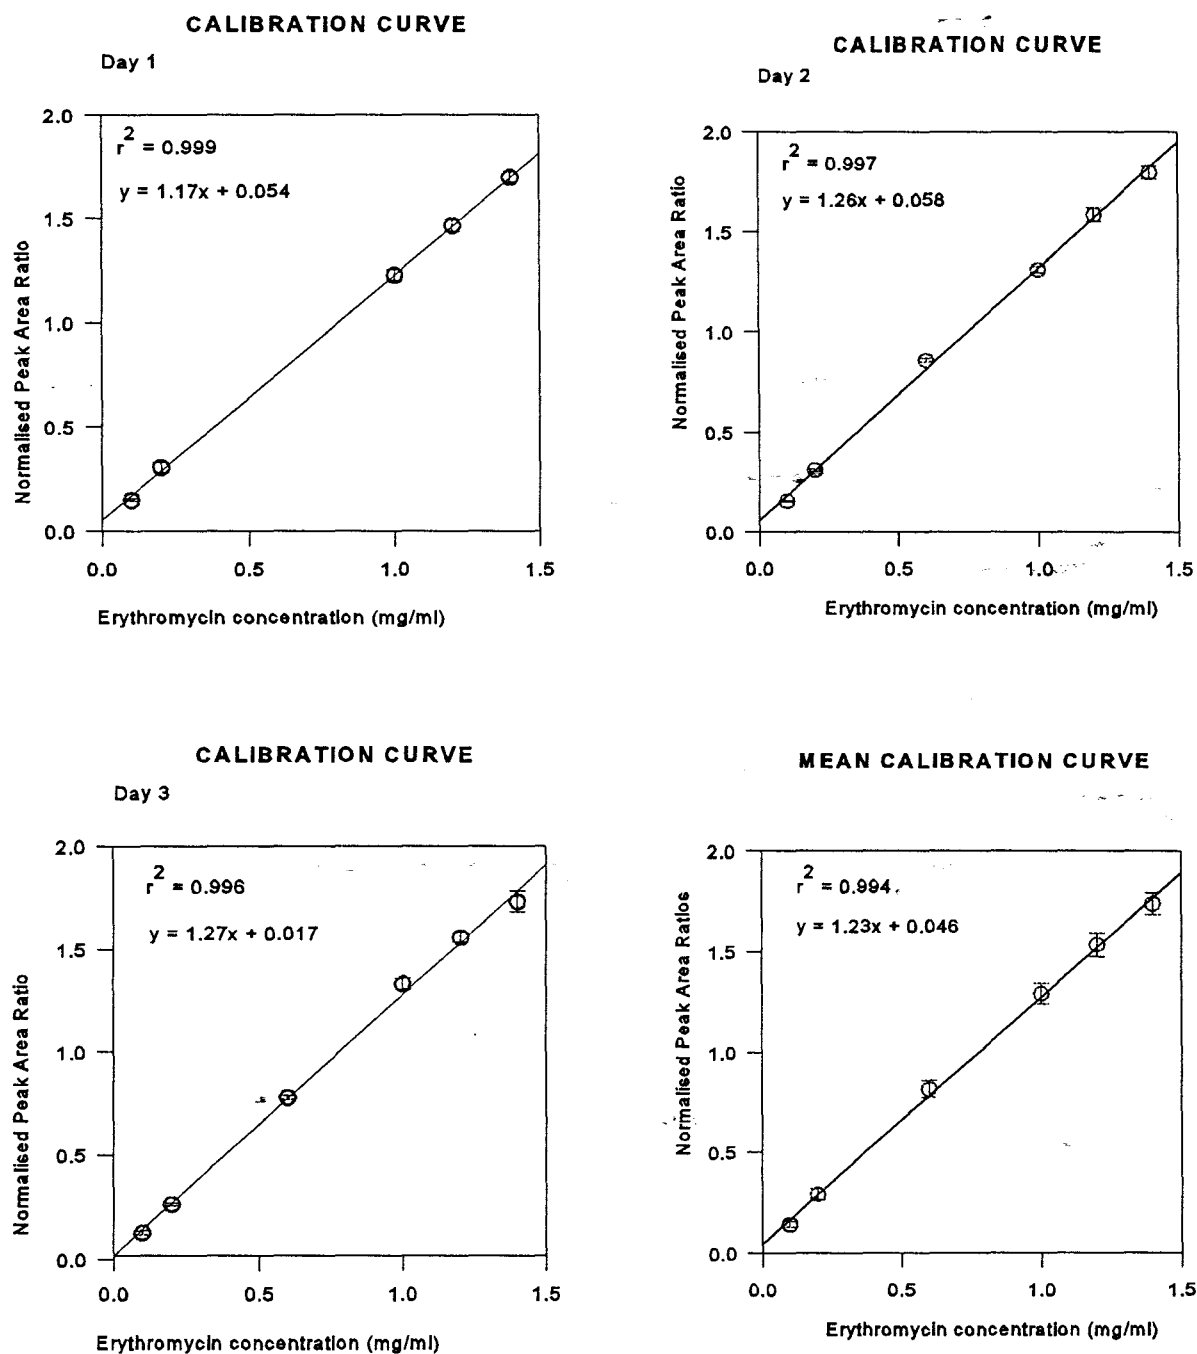 CALIBRATION CURVE
Day 1
2.0
r2 = 0.999
y = 1.17x + 0.054
1.5
1.0
0.5
0.0
Normalised Peak Area Ratio
0.0 0.5 1.0 1.5
Erythromycin concentration (mg/ml)
CALIBRATION CURVE
Day 2
2.0
r2 = 0.997
y = 1.26x + 0.058
1.5
1.0
0.5
0.0
Normalised Peak Area Ratio
0.0 0.5 1.0 1.5
Erythromycin concentration (mg/ml)
CALIBRATION CURVE
Day 3
2.0
r2 = 0.996
y = 1.27x + 0.017
1.5
1.0
0.5
0.0
Normalised Peak Area Ratio
0.0 0.5 1.0 1.5
Erythromycin concentration (mg/ml)
MEAN CALIBRATION CURVE
2.0
r2 = 0.994
y = 1.23x + 0.046
1.5
1.0
0.5
0.0
Normalised Peak Area Ratios
0.0 0.5 1.0 1.5
Erythromycin concentration (mg/ml)